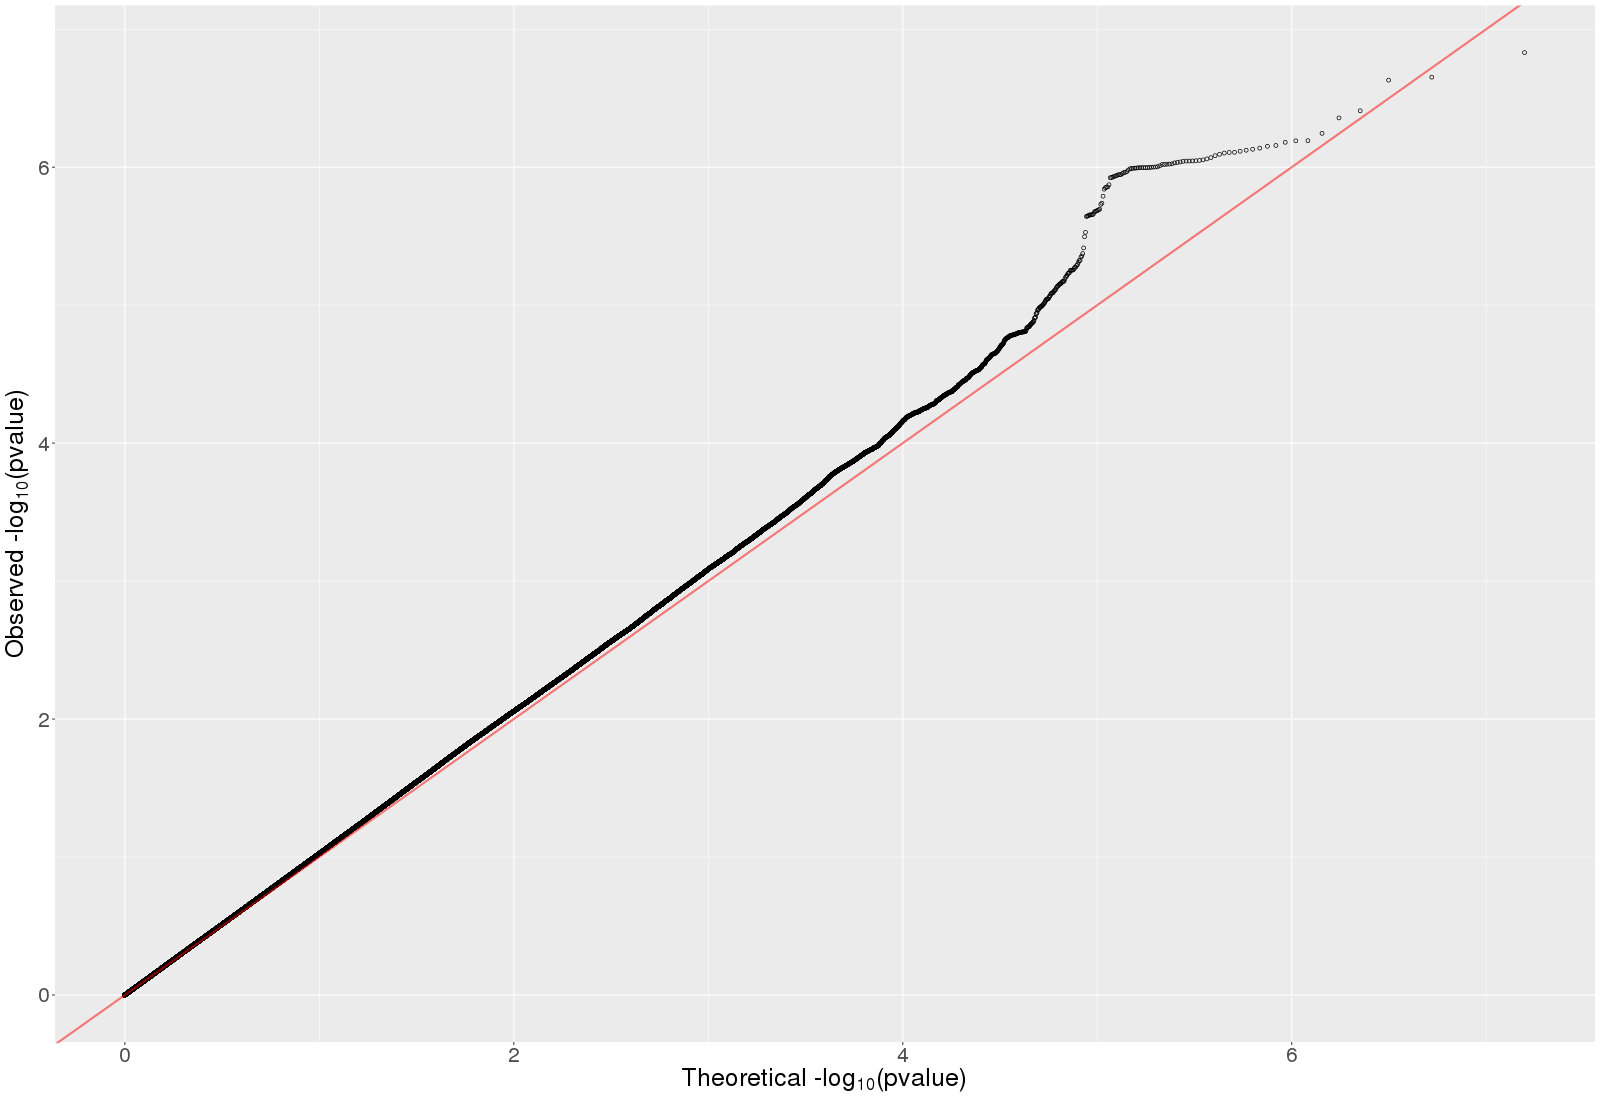 Observed -log₁₀(pvalue)
6
4
2
0
0 2 4 6
Theoretical -log₁₀(pvalue)